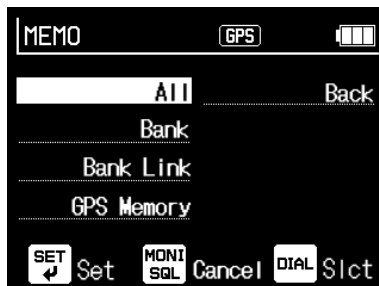 MEMO GPS
All Back
Bank
Bank Link
GPS Memory
SET Set MONI SQL Cancel DIAL Slct